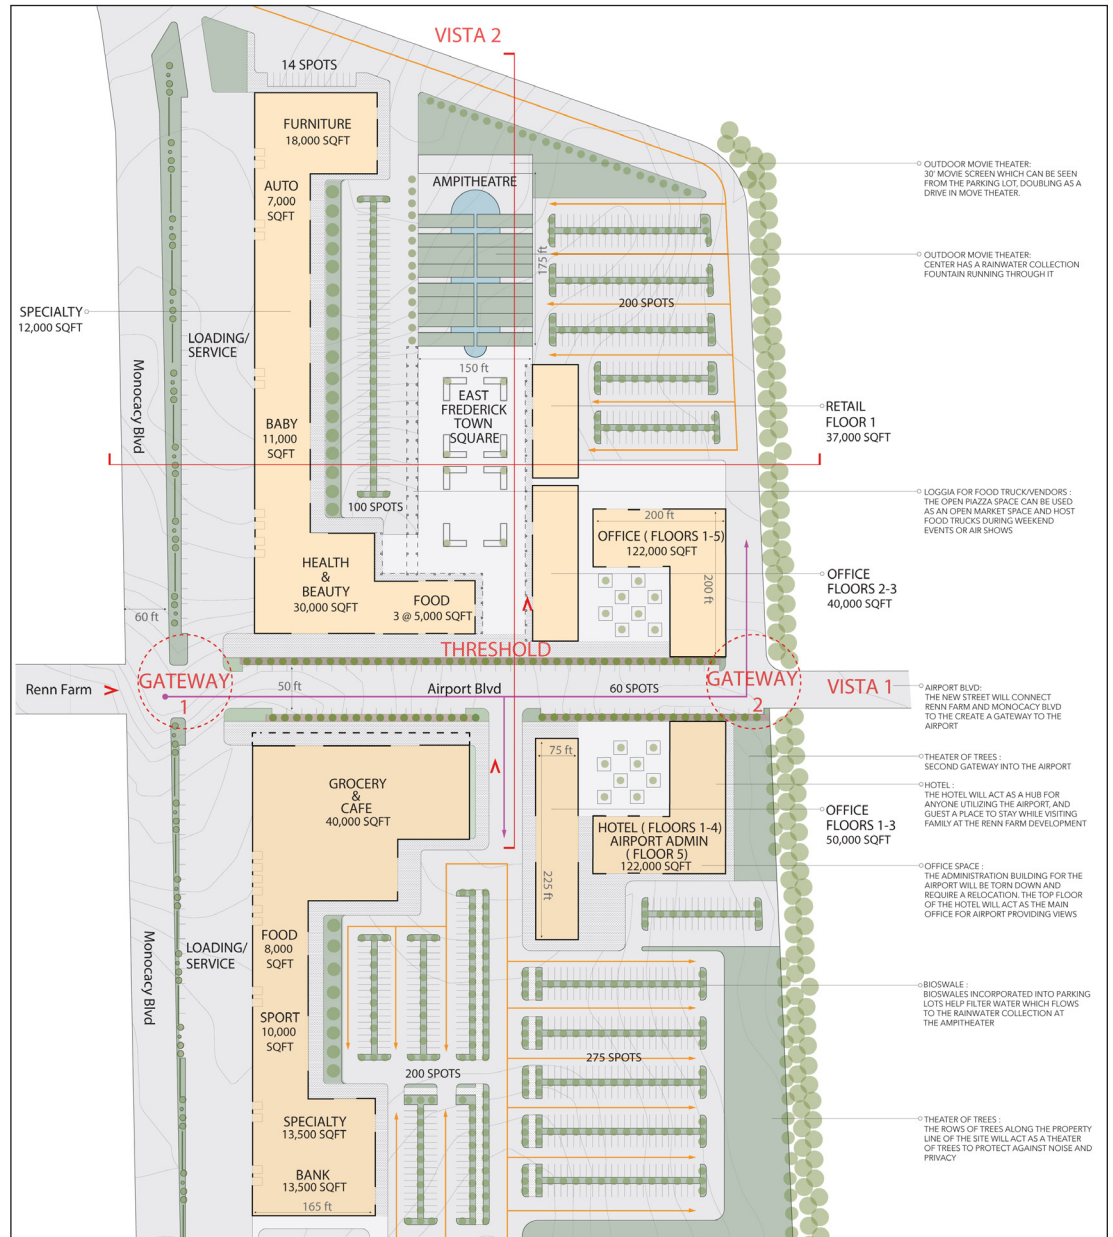 VISTA 2
14 SPOTS
FURNITURE
18,000 SQFT
AUTO
7,000
SQFT
AMPITHEATRE
175 ft
200 SPOTS
OUTDOOR MOVIE THEATER:
30' MOVIE SCREEN WHICH CAN BE SEEN
FROM THE PARKING LOT, DOUBLING AS A
DRIVE IN MOVE THEATER.
OUTDOOR MOVIE THEATER:
CENTER HAS A RAINWATER COLLECTION
FOUNTAIN RUNNING THROUGH IT
SPECIALTY
12,000 SQFT
LOADING/
SERVICE
Monocacy Blvd
150 ft
EAST
FREDERICK
TOWN
SQUARE
BABY
11,000
SQFT
RETAIL
FLOOR 1
37,000 SQFT
100 SPOTS
LOGGIA FOR FOOD TRUCK/VENDORS :
THE OPEN PIAZZA SPACE CAN BE USED
AS AN OPEN MARKET SPACE AND HOST
FOOD TRUCKS DURING WEEKEND
EVENTS OR AIR SHOWS
200 ft
OFFICE ( FLOORS 1-5)
122,000 SQFT
200 ft
HEALTH
&
BEAUTY
30,000 SQFT
FOOD
3 @ 5,000 SQFT
OFFICE
FLOORS 2-3
40,000 SQFT
60 ft
THRESHOLD
Renn Farm
GATEWAY
1
50 ft
Airport Blvd
60 SPOTS
GATEWAY
2
VISTA 1
AIRPORT BLVD:
THE NEW STREET WILL CONNECT
RENN FARM AND MONOCACY BLVD
TO THE CREATE A GATEWAY TO THE
AIRPORT
75 ft
THEATER OF TREES :
SECOND GATEWAY INTO THE AIRPORT
HOTEL :
THE HOTEL WILL ACT AS A HUB FOR
ANYONE UTILIZING THE AIRPORT, AND
GUEST A PLACE TO STAY WHILE VISITING
FAMILY AT THE RENN FARM DEVELOPMENT
GROCERY
&
CAFE
40,000 SQFT
HOTEL ( FLOORS 1-4)
AIRPORT ADMIN
( FLOOR 5)
122,000 SQFT
OFFICE
FLOORS 1-3
50,000 SQFT
225 ft
OFFICE SPACE :
THE ADMINISTRATION BUILDING FOR THE
AIRPORT WILL BE TORN DOWN AND
REQUIRE A RELOCATION. THE TOP FLOOR
OF THE HOTEL WILL ACT AS THE MAIN
OFFICE FOR AIRPORT PROVIDING VIEWS
Monocacy Blvd
LOADING/
SERVICE
FOOD
8,000
SQFT
SPORT
10,000
SQFT
BIOSWALE :
BIOSWALES INCORPORATED INTO PARKING
LOTS HELP FILTER WATER WHICH FLOWS
TO THE RAINWATER COLLECTION AT
THE AMPITHEATER
200 SPOTS
275 SPOTS
SPECIALTY
13,500 SQFT
BANK
13,500 SQFT
165 ft
THEATER OF TREES :
THE ROWS OF TREES ALONG THE PROPERTY
LINE OF THE SITE WILL ACT AS A THEATER
OF TREES TO PROTECT AGAINST NOISE AND
PRIVACY